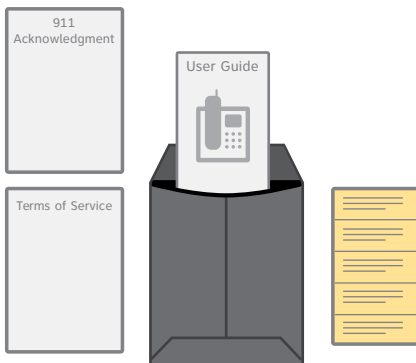 911
Acknowledgment
User Guide
Terms of Service